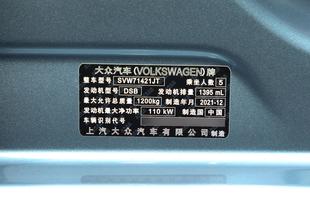 大众汽车(VOLKSWAGEN)牌
整车型号 SVW71421JT 乘坐人数 5
发动机型号 DSB 发动机排量 1395 mL
最大允许总质量 1200kg 制造年月 2021-12
发动机最大净功率 110 kW 制造国 中国
车辆识别代号
上汽大众汽车有限公司 制造